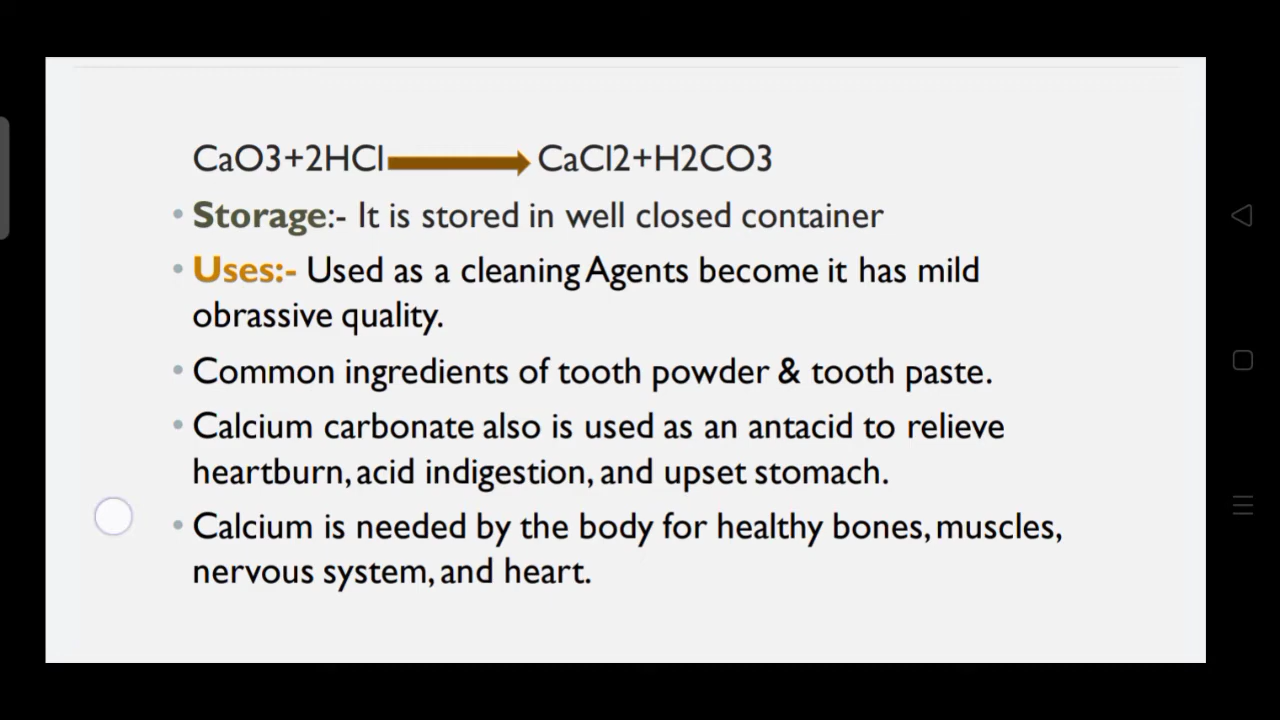 CaO3+2HCl → CaCl2+H2CO3
• Storage:- It is stored in well closed container
• Uses:- Used as a cleaning Agents become it has mild
obrassive quality.
• Common ingredients of tooth powder & tooth paste.
• Calcium carbonate also is used as an antacid to relieve
heartburn, acid indigestion, and upset stomach.
• Calcium is needed by the body for healthy bones, muscles,
nervous system, and heart.